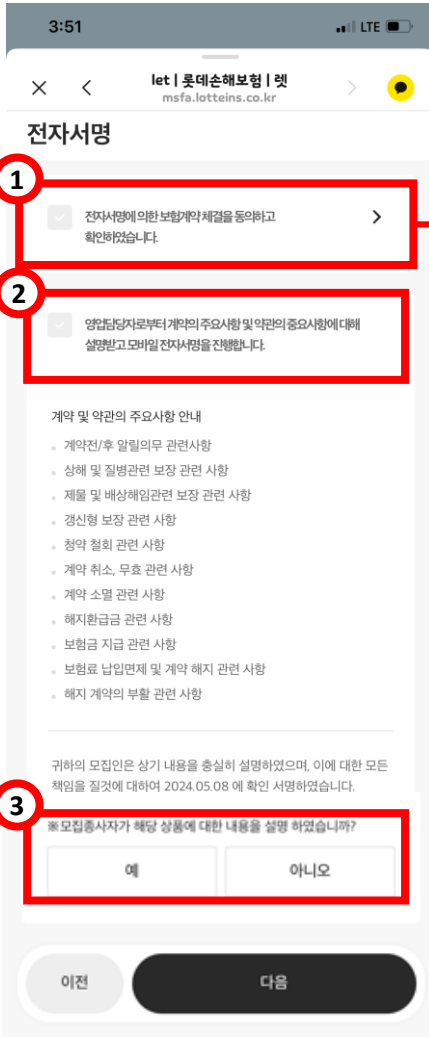 3:51 LTE
let | 롯데손해보험 | 렛
msfa.lotteins.co.kr
전자서명
1
전자서명에 의한 보험계약 체결을 동의하고
확인하였습니다.
2
영업담당자로부터 계약의 주요사항 및 약관의 중요사항에 대해
설명받고 모바일 전자서명을 진행합니다.
계약 및 약관의 주요사항 안내
계약전/후 알릴의무 관련사항
상해 및 질병관련 보장 관련 사항
제물 및 배상해임관련 보장 관련 사항
갱신형 보장 관련 사항
청약 철회 관련 사항
계약 취소, 무효 관련 사항
계약 소멸 관련 사항
해지환급금 관련 사항
보험금 지급 관련 사항
보험료 납입면제 및 계약 해지 관련 사항
해지 계약의 부활 관련 사항
귀하의 모집인은 상기 내용을 충실히 설명하였으며, 이에 대한 모든
책임을 질것에 대하여 2024.05.08 에 확인 서명하였습니다.
3
※모집종사자가 해당 상품에 대한 내용을 설명 하였습니까?
예 아니오
이전 다음